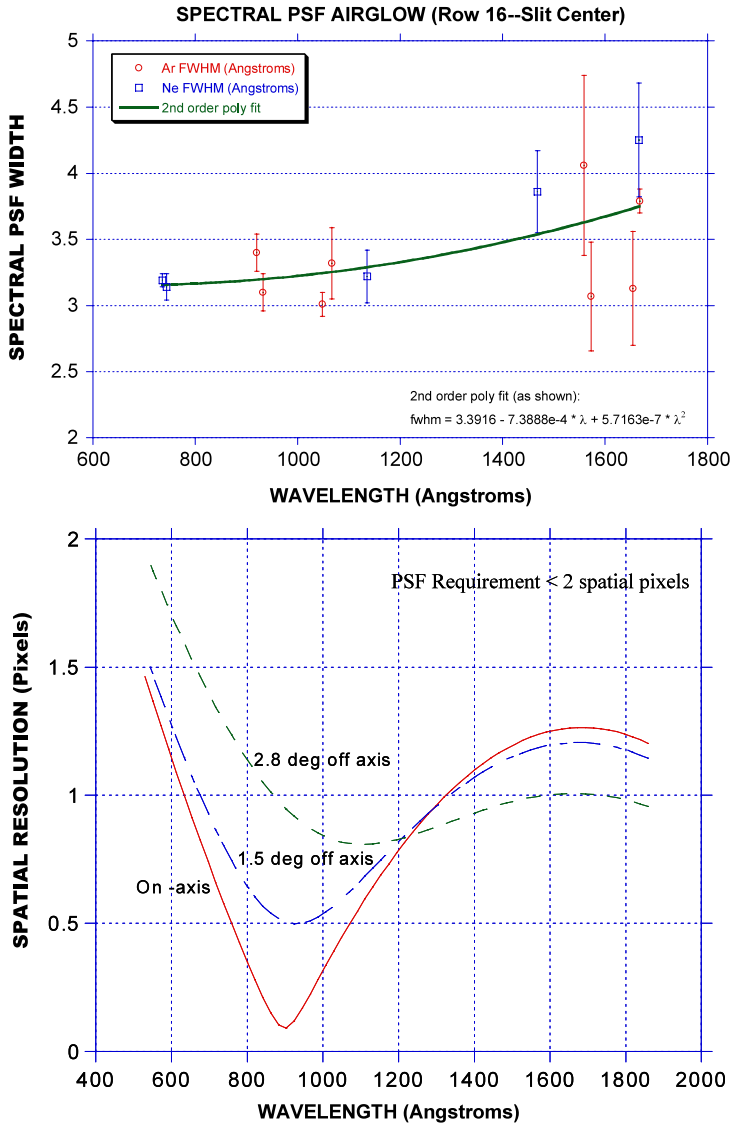 SPECTRAL PSF AIRGLOW (Row 16--Slit Center)
5
4.5
4
3.5
3
2.5
2
SPECTRAL PSF WIDTH
Ar FWHM (Angstroms)
Ne FWHM (Angstroms)
2nd order poly fit
2nd order poly fit (as shown):
fwhm = 3.3916 - 7.3888e-4 * λ + 5.7163e-7 * λ²
600 800 1000 1200 1400 1600 1800
WAVELENGTH (Angstroms)
2
1.5
1
0.5
0
SPATIAL RESOLUTION (Pixels)
PSF Requirement < 2 spatial pixels
2.8 deg off axis
1.5 deg off axis
On -axis
400 600 800 1000 1200 1400 1600 1800 2000
WAVELENGTH (Angstroms)